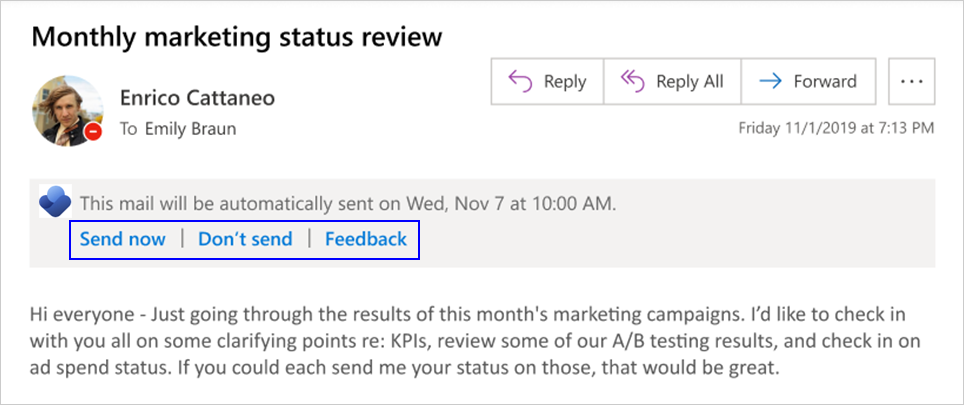 Monthly marketing status review
Enrico Cattaneo
To Emily Braun
Reply
Reply All
Forward
...
Friday 11/1/2019 at 7:13 PM
This mail will be automatically sent on Wed, Nov 7 at 10:00 AM.
Send now | Don't send | Feedback
Hi everyone - Just going through the results of this month's marketing campaigns. I'd like to check in
with you all on some clarifying points re: KPIs, review some of our A/B testing results, and check in on
ad spend status. If you could each send me your status on those, that would be great.